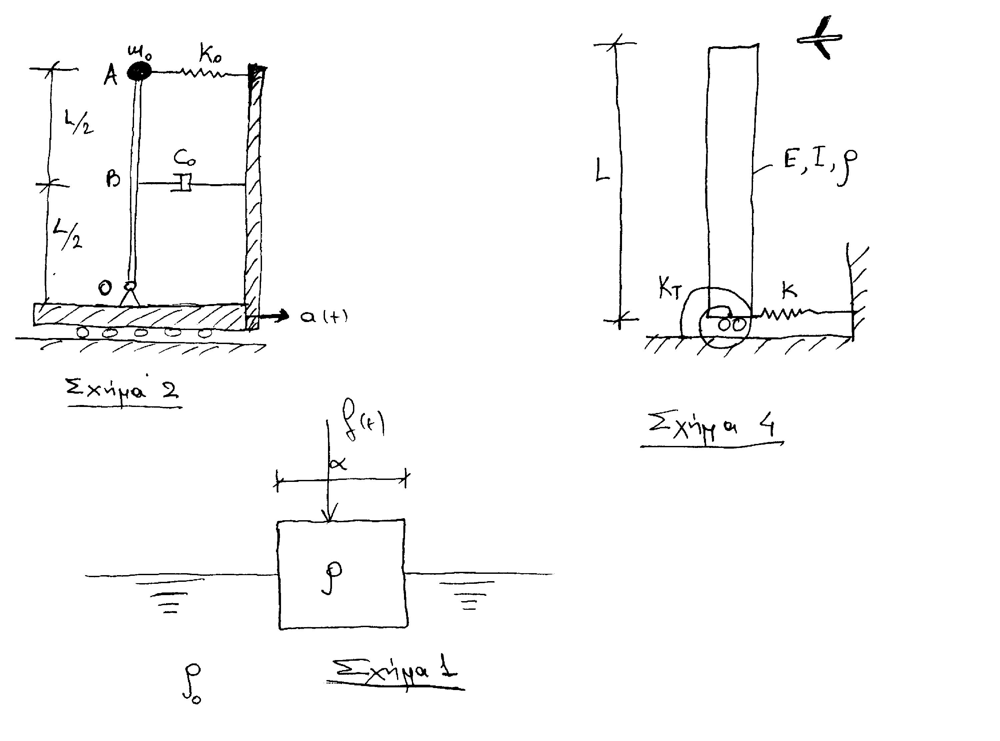 m₀
K₀
A
L/2
C₀
B
L/2
O
a(t)
Σχήμα 2
L
E, I, ρ
K_T
K
Σχήμα 4
f(t)
α
ρ
ρ₀
Σχήμα 1